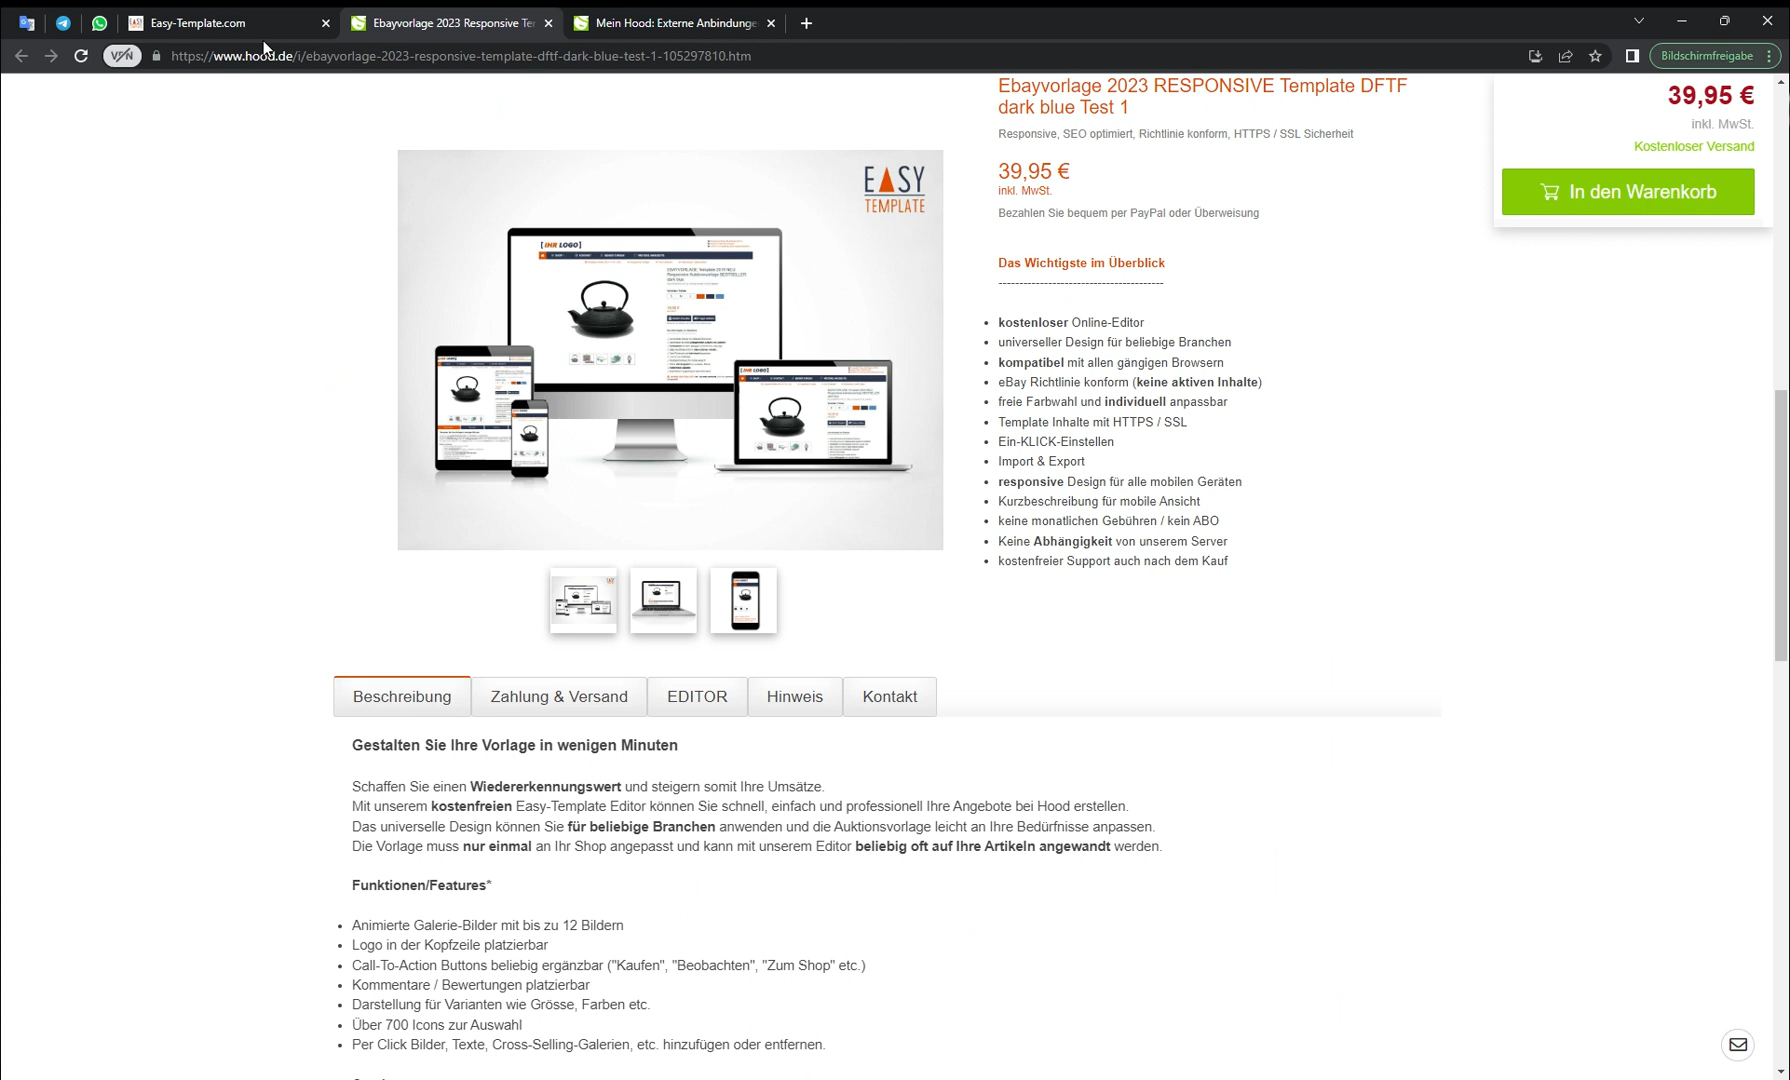 Easy-Template.com
Ebayvorlage 2023 Responsive Ter
Mein Hood: Externe Anbindunge
VPN
https://www.hood.de/i/ebayvorlage-2023-responsive-template-dftf-dark-blue-test-1-105297810.htm
Bildschirmfreigabe
Ebayvorlage 2023 RESPONSIVE Template DFTF
dark blue Test 1
Responsive, SEO optimiert, Richtlinie konform, HTTPS / SSL Sicherheit
39,95 €
inkl. MwSt.
Bezahlen Sie bequem per PayPal oder Überweisung
39,95 €
inkl. MwSt.
Kostenloser Versand
In den Warenkorb
EASY
TEMPLATE
[IHR LOGO]
Das Wichtigste im Überblick
----------------------------------------
• kostenloser Online-Editor
• universeller Design für beliebige Branchen
• kompatibel mit allen gängigen Browsern
• eBay Richtlinie konform (keine aktiven Inhalte)
• freie Farbwahl und individuell anpassbar
• Template Inhalte mit HTTPS / SSL
• Ein-KLICK-Einstellen
• Import & Export
• responsive Design für alle mobilen Geräten
• Kurzbeschreibung für mobile Ansicht
• keine monatlichen Gebühren / kein ABO
• Keine Abhängigkeit von unserem Server
• kostenfreier Support auch nach dem Kauf
Beschreibung
Zahlung & Versand
EDITOR
Hinweis
Kontakt
Gestalten Sie Ihre Vorlage in wenigen Minuten
Schaffen Sie einen Wiedererkennungswert und steigern somit Ihre Umsätze.
Mit unserem kostenfreien Easy-Template Editor können Sie schnell, einfach und professionell Ihre Angebote bei Hood erstellen.
Das universelle Design können Sie für beliebige Branchen anwenden und die Auktionsvorlage leicht an Ihre Bedürfnisse anpassen.
Die Vorlage muss nur einmal an Ihr Shop angepasst und kann mit unserem Editor beliebig oft auf Ihre Artikeln angewandt werden.
Funktionen/Features*
• Animierte Galerie-Bilder mit bis zu 12 Bildern
• Logo in der Kopfzeile platzierbar
• Call-To-Action Buttons beliebig ergänzbar ("Kaufen", "Beobachten", "Zum Shop" etc.)
• Kommentare / Bewertungen platzierbar
• Darstellung für Varianten wie Grösse, Farben etc.
• Über 700 Icons zur Auswahl
• Per Click Bilder, Texte, Cross-Selling-Galerien, etc. hinzufügen oder entfernen.